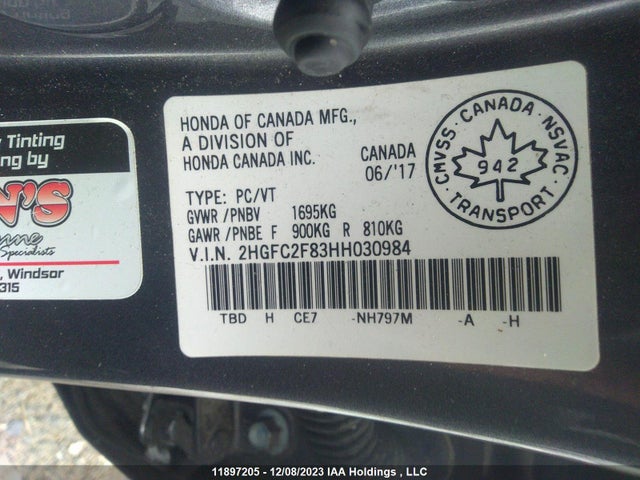 HONDA OF CANADA MFG.,
A DIVISION OF
HONDA CANADA INC.
CANADA
06/'17
TYPE: PC/VT
GVWR /PNBV 1695KG
GAWR /PNBE F 900KG R 810KG
V.I.N. 2HGFC2F83HH030984
TBD H CE7 -NH797M -A -H
CMVSS · CANADA · NSVAC
942
TRANSPORT
Tinting
ng by
N'S
ine
Specialists
, Windsor
315
11897205 - 12/08/2023 IAA Holdings , LLC